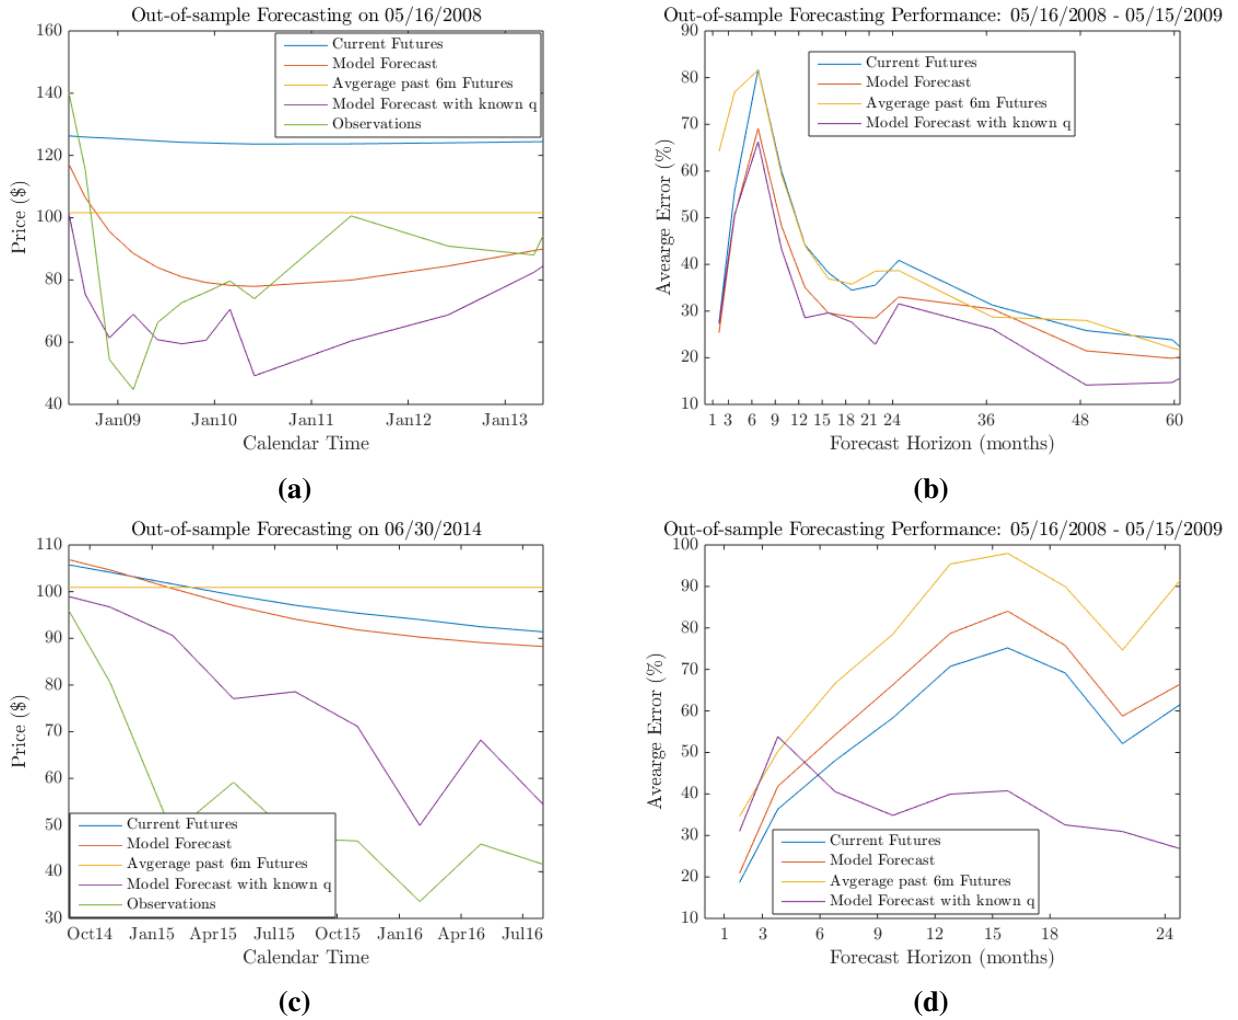 Out-of-sample Forecasting on 05/16/2008
160
140
120
100
80
60
40
Price ($)
Current Futures
Model Forecast
Avgerage past 6m Futures
Model Forecast with known q
Observations
Jan09 Jan10 Jan11 Jan12 Jan13
Calendar Time
(a)
Out-of-sample Forecasting Performance: 05/16/2008 - 05/15/2009
90
80
70
60
50
40
30
20
10
Avearge Error (%)
Current Futures
Model Forecast
Avgerage past 6m Futures
Model Forecast with known q
1 3 6 9 12 15 18 21 24 36 48 60
Forecast Horizon (months)
(b)
Out-of-sample Forecasting on 06/30/2014
110
100
90
80
70
60
50
40
30
Price ($)
Current Futures
Model Forecast
Avgerage past 6m Futures
Model Forecast with known q
Observations
Oct14 Jan15 Apr15 Jul15 Oct15 Jan16 Apr16 Jul16
Calendar Time
(c)
Out-of-sample Forecasting Performance: 05/16/2008 - 05/15/2009
100
90
80
70
60
50
40
30
20
10
Avearge Error (%)
Current Futures
Model Forecast
Avgerage past 6m Futures
Model Forecast with known q
1 3 6 9 12 15 18 24
Forecast Horizon (months)
(d)